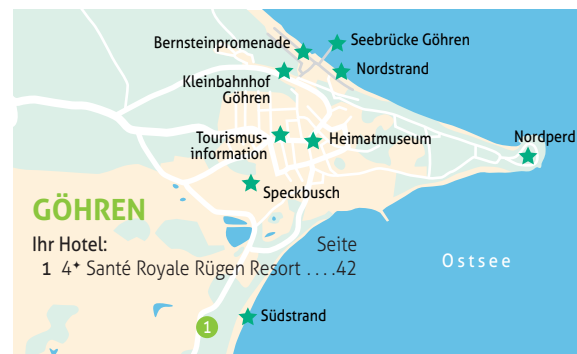 Bernsteinpromenade
Seebrücke Göhren
Nordstrand
Kleinbahnhof
Göhren
Tourismus-
information
Heimatmuseum
Nordperd
Speckbusch
GÖHREN
Ihr Hotel: Seite
1 4+ Santé Royale Rügen Resort ....42
Ostsee
1
Südstrand